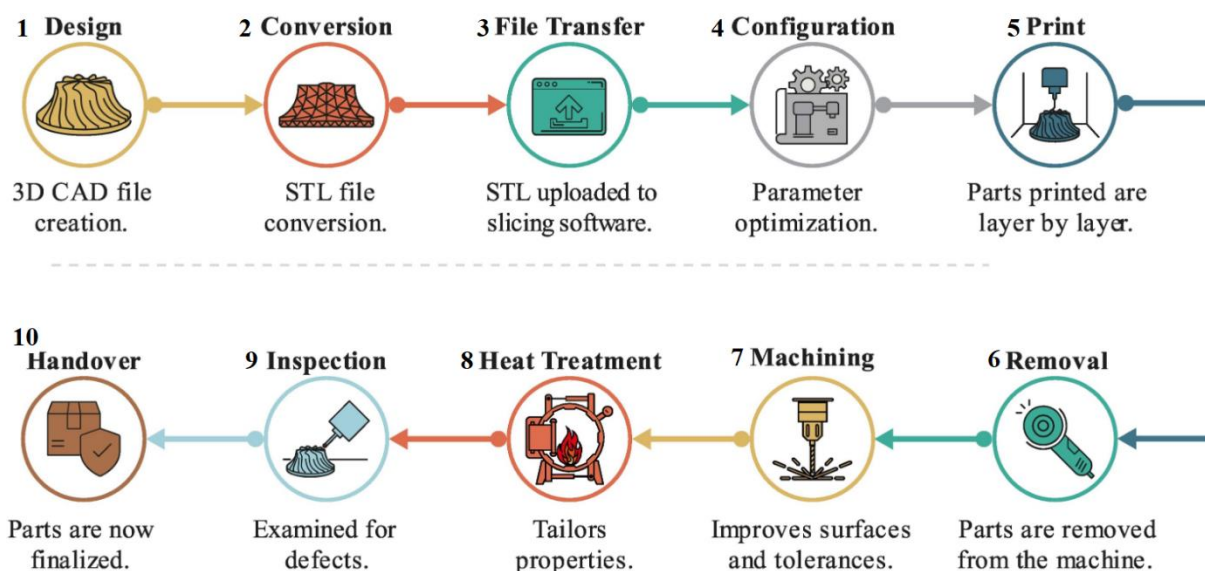 1 Design
2 Conversion
3 File Transfer
4 Configuration
5 Print
3D CAD file
creation.
STL file
conversion.
STL uploaded to
slicing software.
Parameter
optimization.
Parts printed are
layer by layer.
10
Handover
9 Inspection
8 Heat Treatment
7 Machining
6 Removal
Parts are now
finalized.
Examined for
defects.
Tailors
properties.
Improves surfaces
and tolerances.
Parts are removed
from the machine.